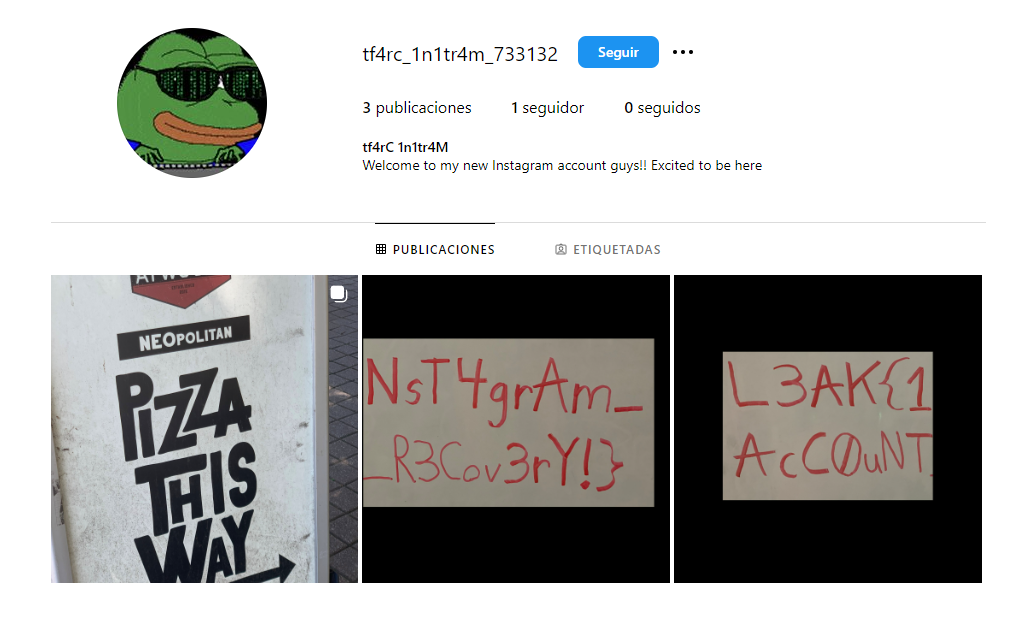 tf4rc_1n1tr4m_733132 Seguir
3 publicaciones 1 seguidor 0 seguidos
tf4rC 1n1tr4M
Welcome to my new Instagram account guys!! Excited to be here
PUBLICACIONES ETIQUETADAS
NEOPOLITAN
PIZZA
THIS
WAY
NsT4grAm_
_R3Cov3rY!}
L3AK{1
AcC0uNT